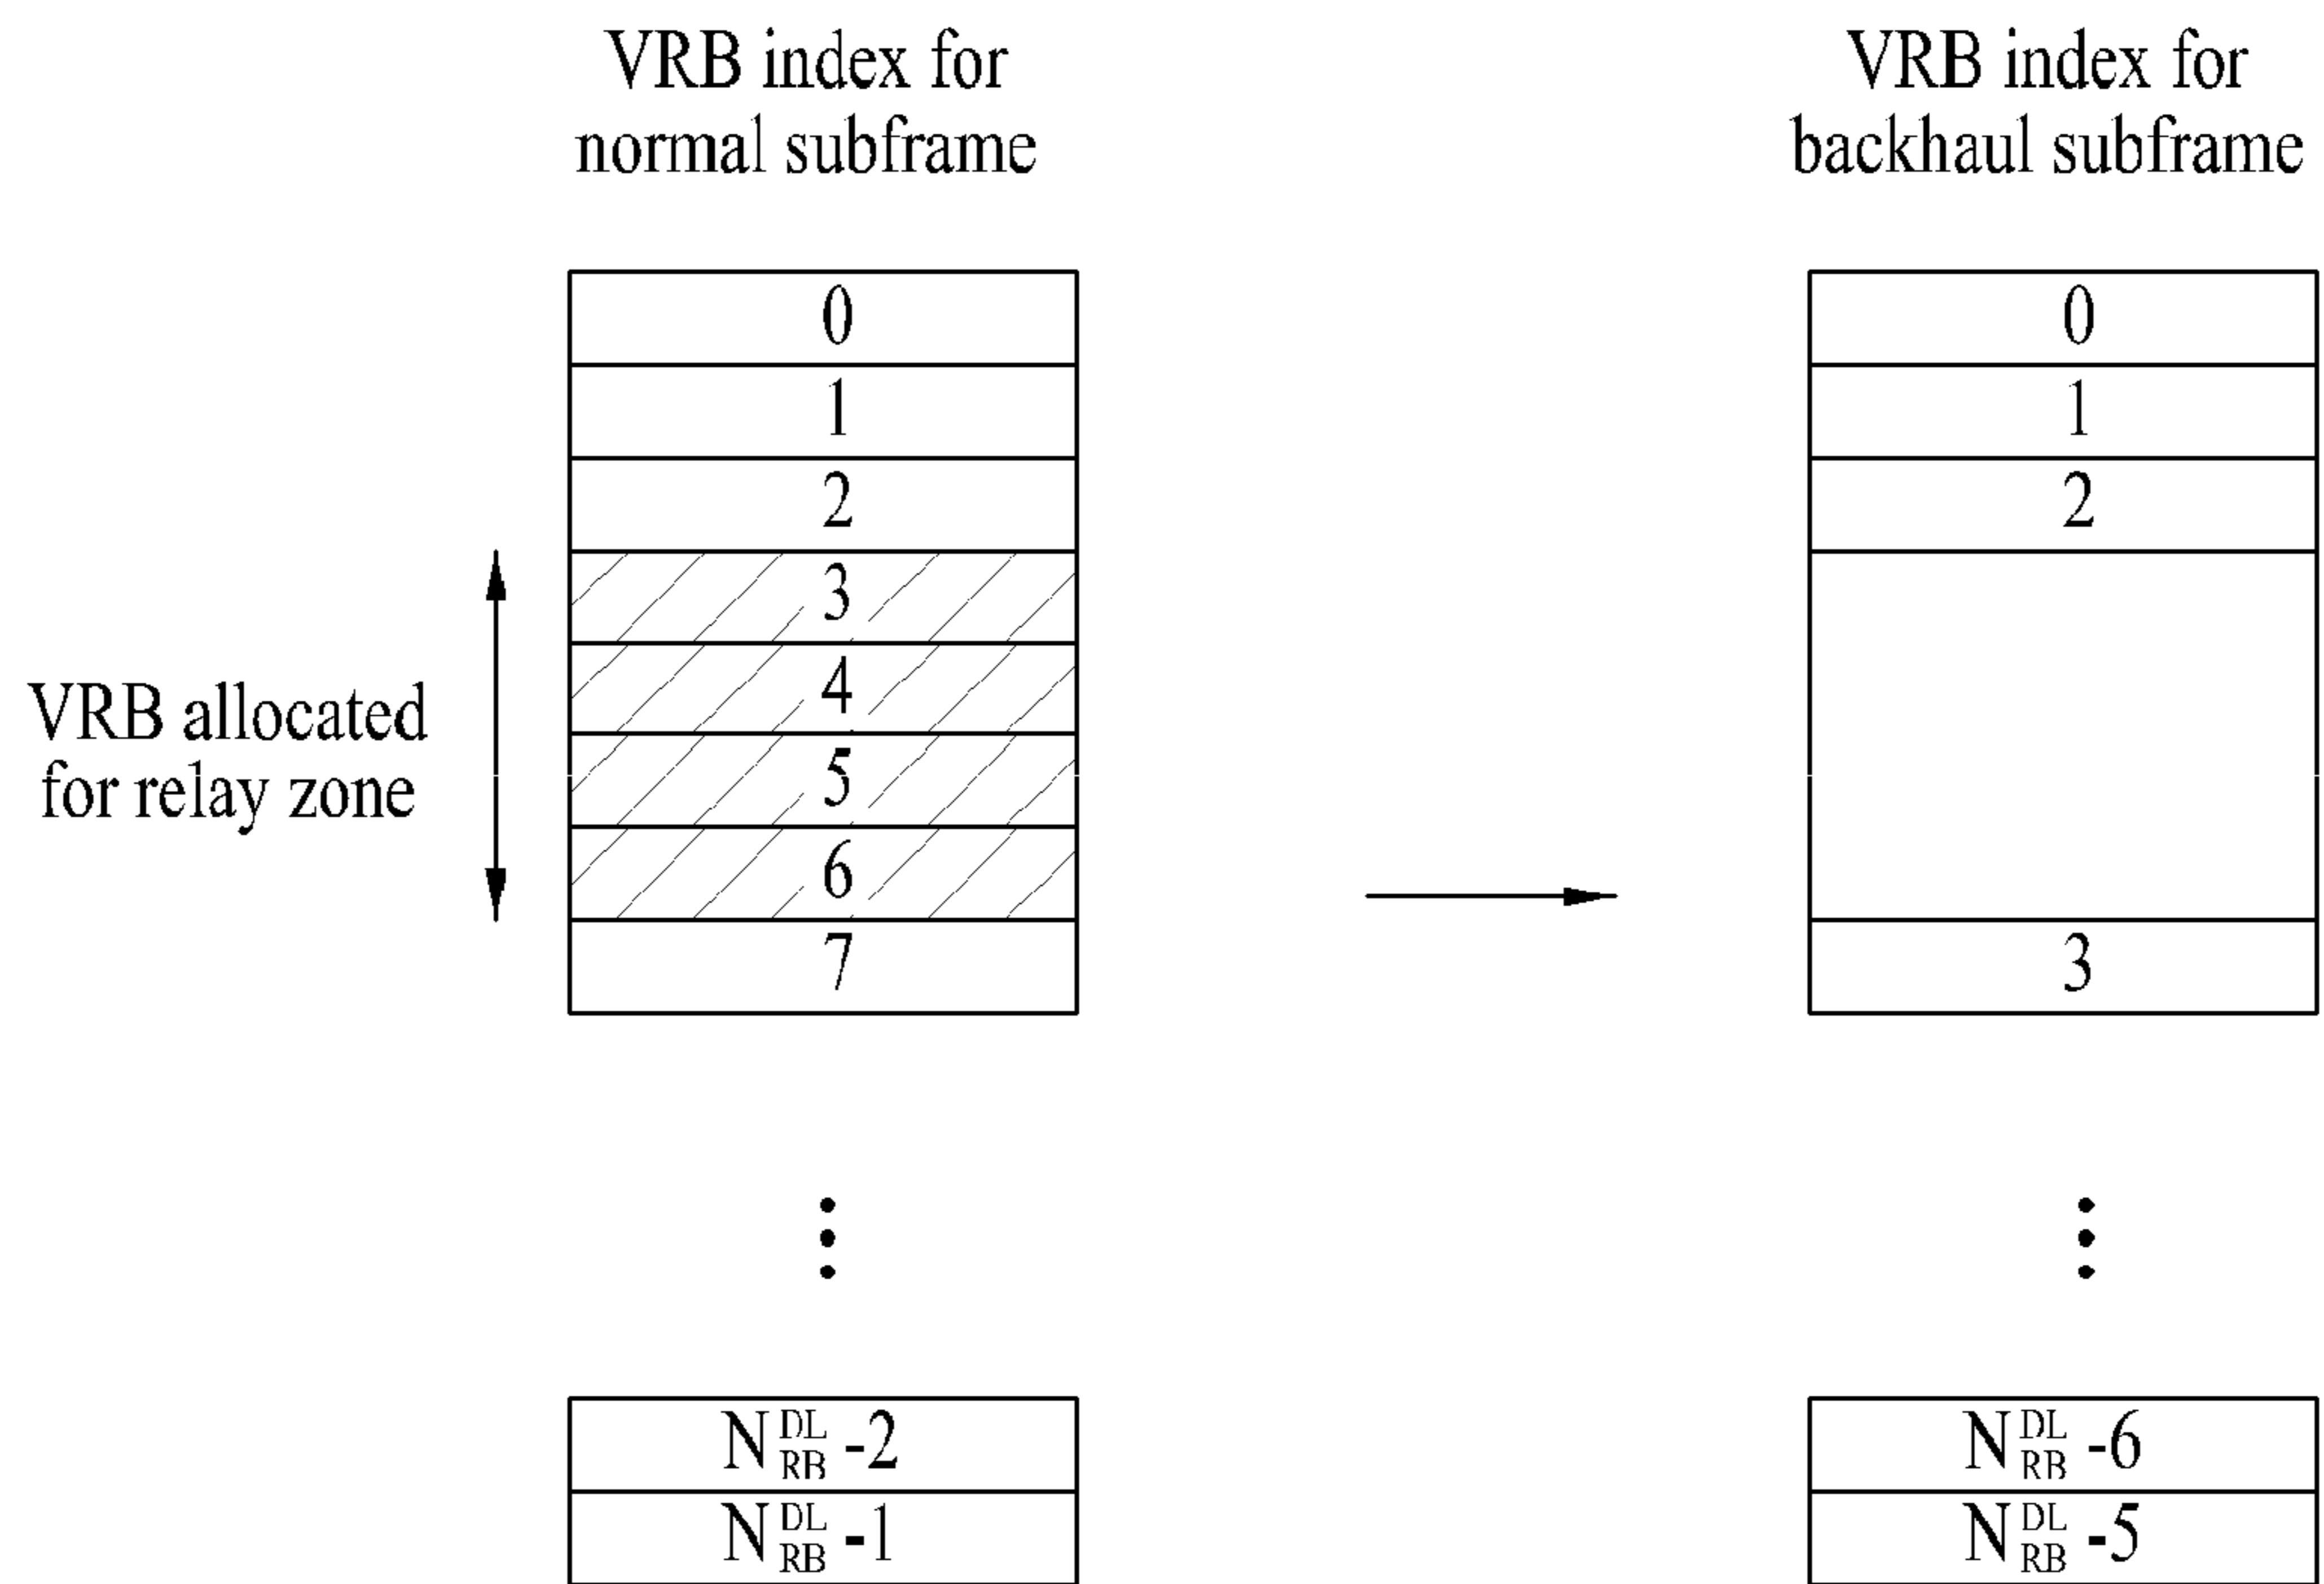 VRB index for
normal subframe
0
1
2
3
4
5
6
7
N^{DL}_{RB} -2
N^{DL}_{RB} -1
VRB allocated
for relay zone
VRB index for
backhaul subframe
0
1
2
3
N^{DL}_{RB} -6
N^{DL}_{RB} -5